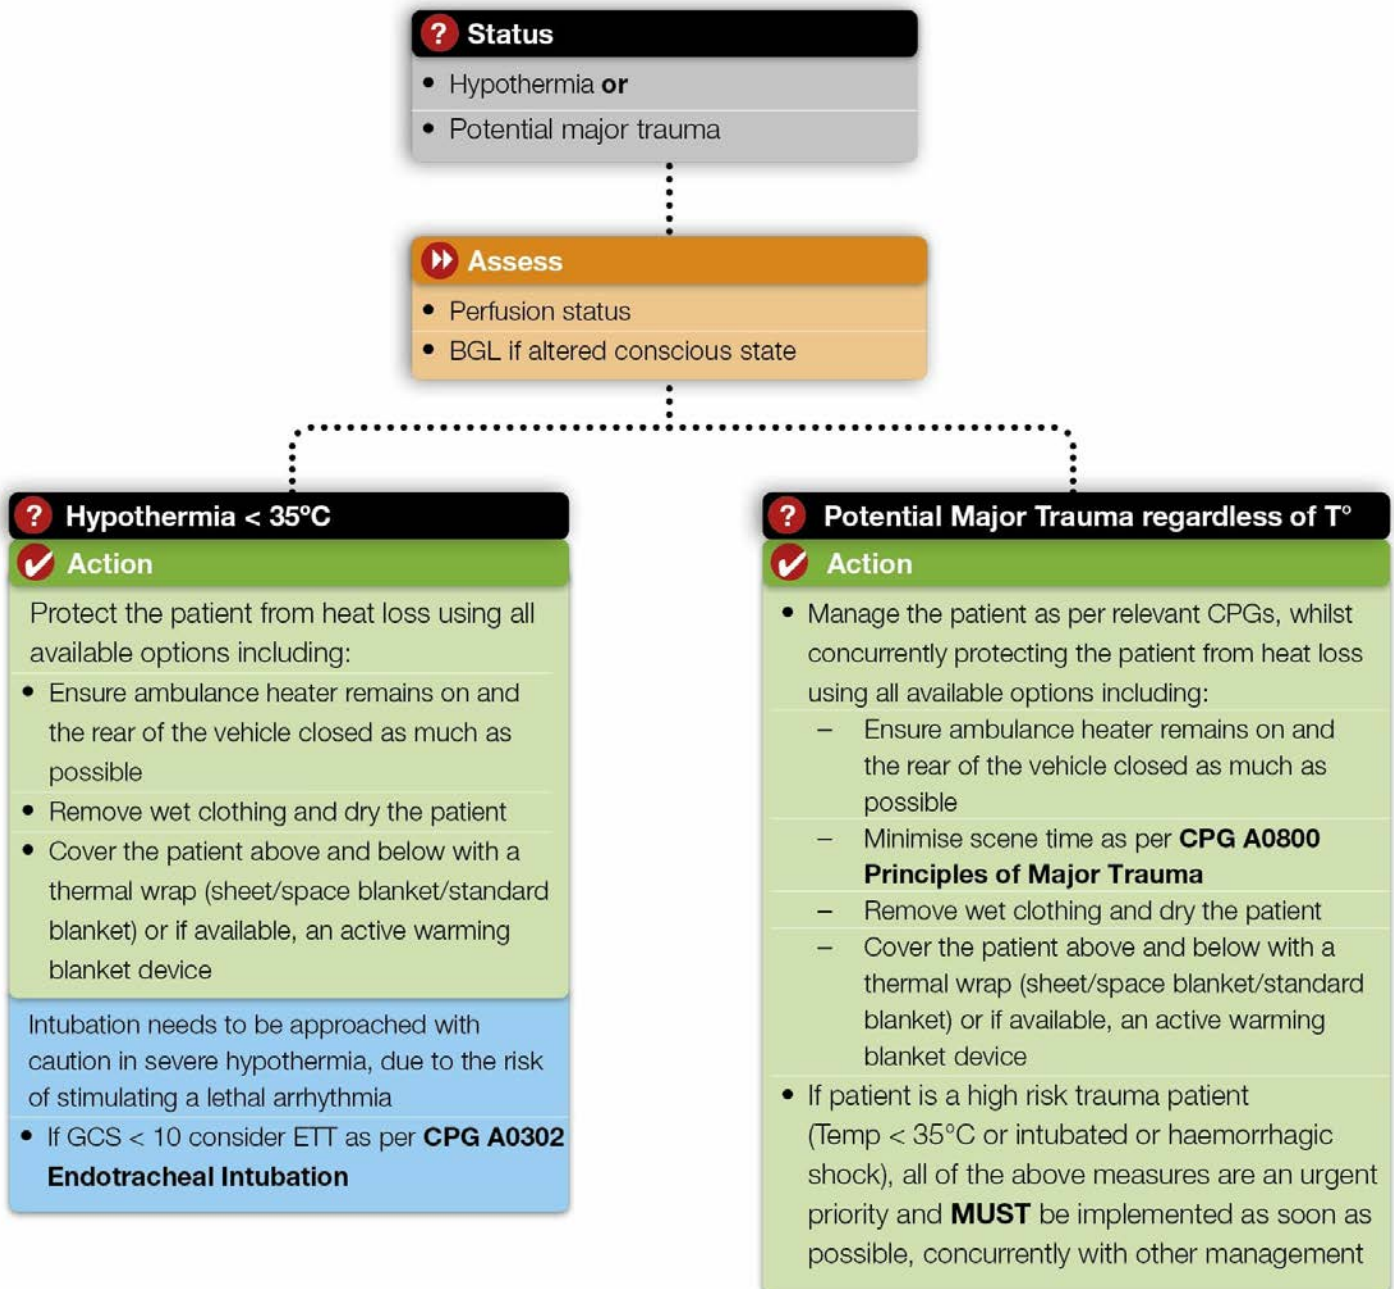 ? Status
• Hypothermia or
• Potential major trauma
Assess
• Perfusion status
• BGL if altered conscious state
? Hypothermia < 35ºC
Action
Protect the patient from heat loss using all
available options including:
• Ensure ambulance heater remains on and
the rear of the vehicle closed as much as
possible
• Remove wet clothing and dry the patient
• Cover the patient above and below with a
thermal wrap (sheet/space blanket/standard
blanket) or if available, an active warming
blanket device
Intubation needs to be approached with
caution in severe hypothermia, due to the risk
of stimulating a lethal arrhythmia
• If GCS < 10 consider ETT as per CPG A0302
Endotracheal Intubation
? Potential Major Trauma regardless of Tº
Action
• Manage the patient as per relevant CPGs, whilst
concurrently protecting the patient from heat loss
using all available options including:
– Ensure ambulance heater remains on and
the rear of the vehicle closed as much as
possible
– Minimise scene time as per CPG A0800
Principles of Major Trauma
– Remove wet clothing and dry the patient
– Cover the patient above and below with a
thermal wrap (sheet/space blanket/standard
blanket) or if available, an active warming
blanket device
• If patient is a high risk trauma patient
(Temp < 35°C or intubated or haemorrhagic
shock), all of the above measures are an urgent
priority and MUST be implemented as soon as
possible, concurrently with other management